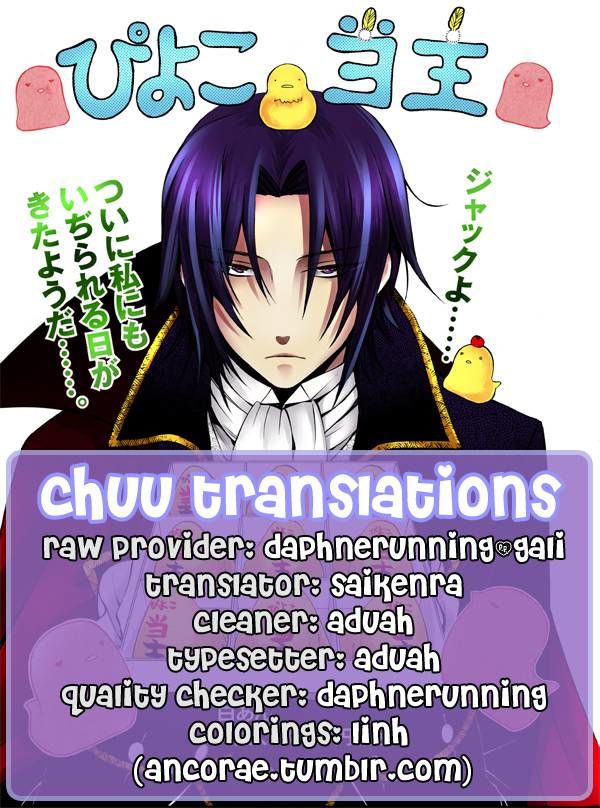 ぴよこ当主
ジャックよ……
ついに私にも
いぢられる日が
きたようだ……。
chuu translations
raw provider: daphnerunning♥gali
translator: saikenra
cleaner: aduah
typesetter: aduah
quality checker: daphnerunning
colorings: linh
(ancorae.tumblr.com)